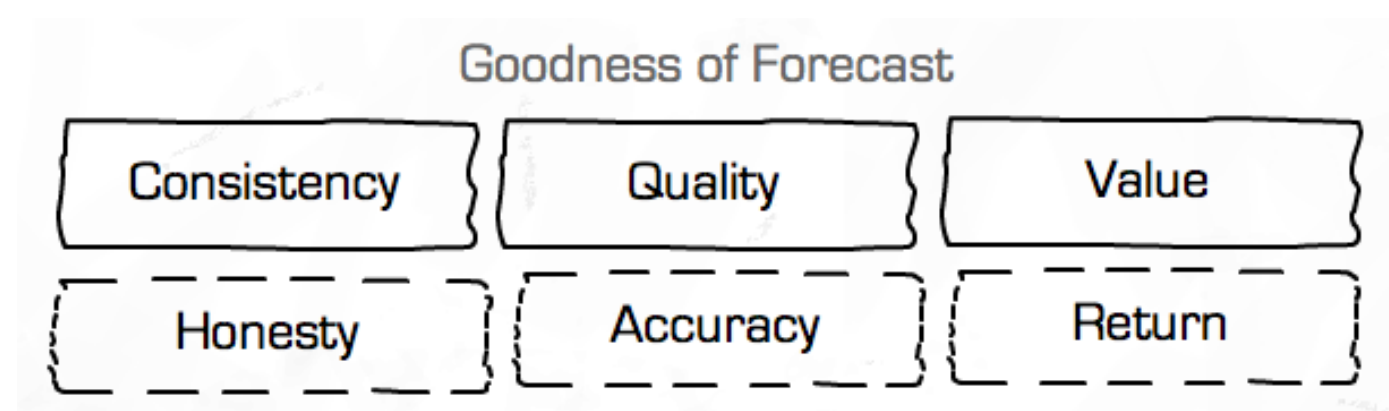 Goodness of Forecast
Consistency Quality Value
Honesty Accuracy Return